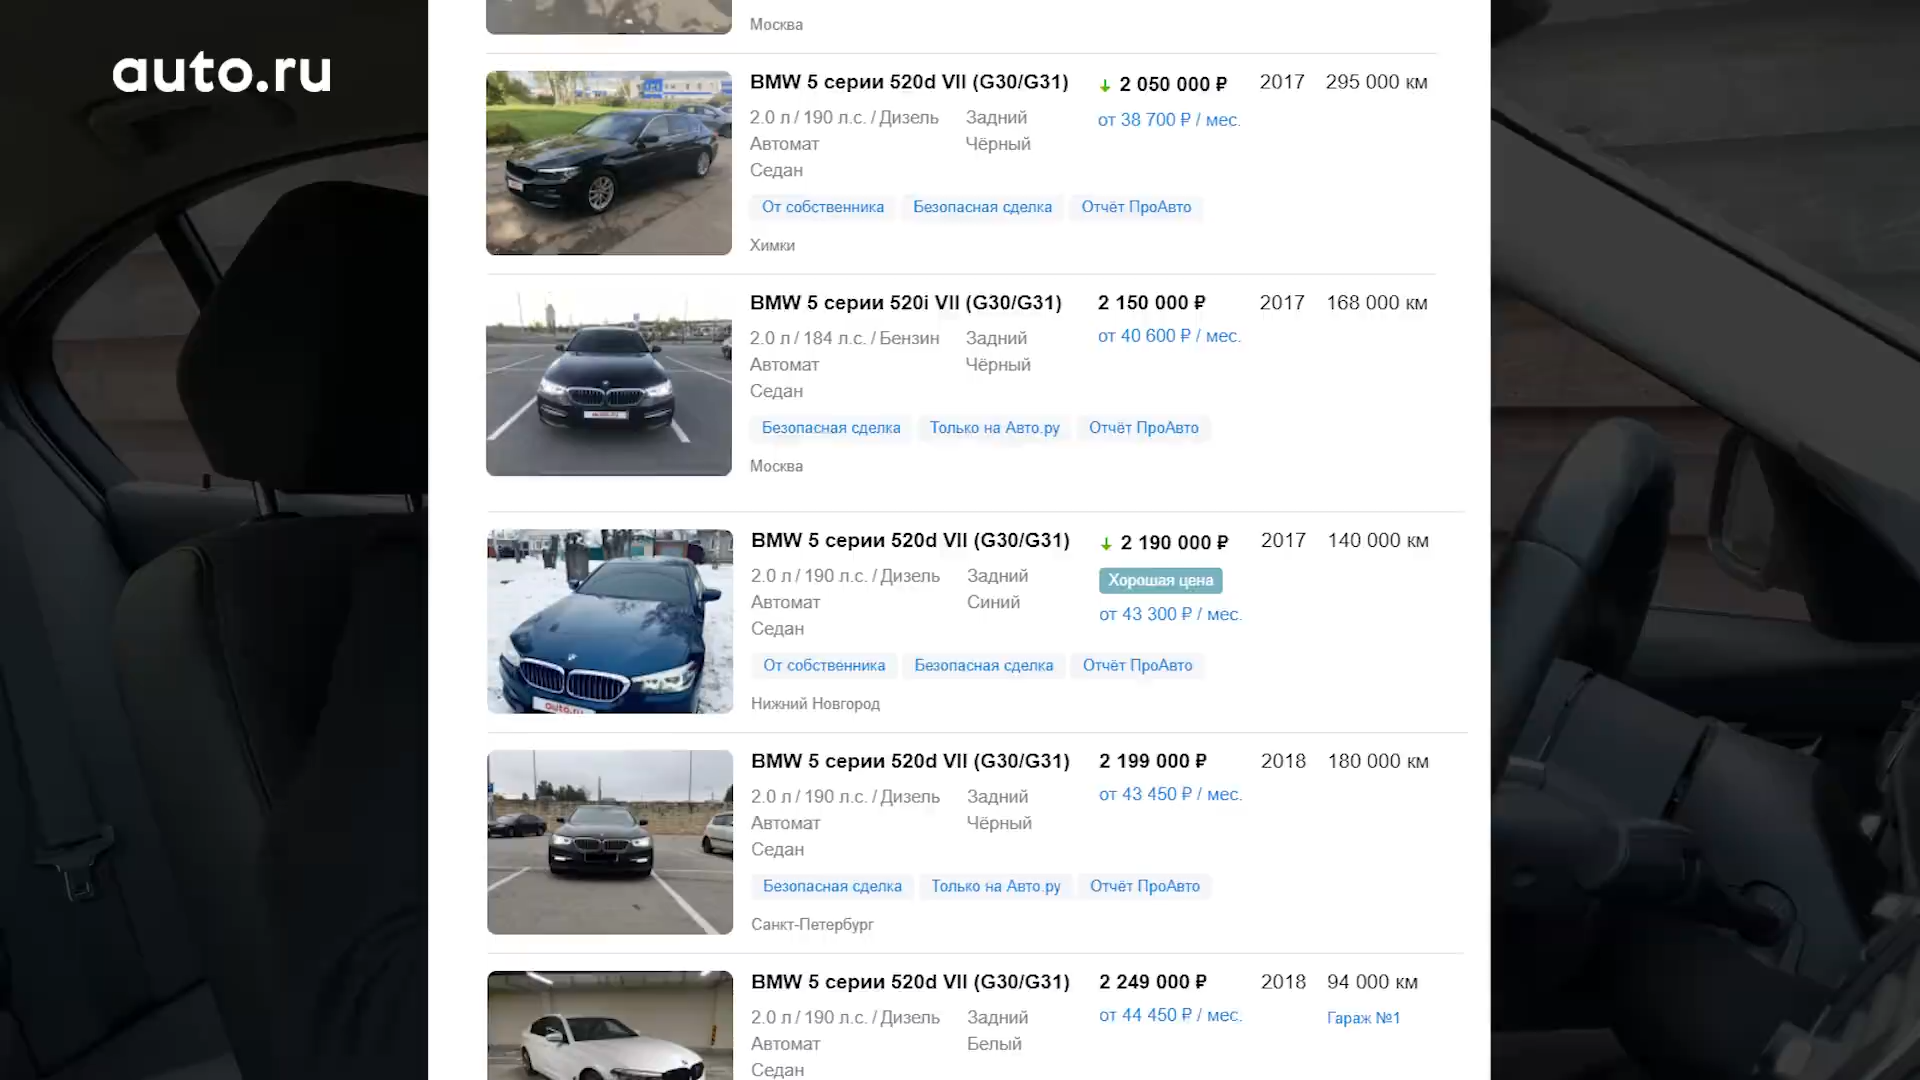 auto.ru
Москва
BMW 5 серии 520d VII (G30/G31)
2 050 000 ₽
2017
295 000 км
2.0 л / 190 л.с. / Дизель
Задний
от 38 700 ₽ / мес.
Автомат
Чёрный
Седан
От собственника
Безопасная сделка
Отчёт ПроАвто
Химки
BMW 5 серии 520i VII (G30/G31)
2 150 000 ₽
2017
168 000 км
2.0 л / 184 л.с. / Бензин
Задний
от 40 600 ₽ / мес.
Автомат
Чёрный
Седан
Безопасная сделка
Только на Авто.ру
Отчёт ПроАвто
Москва
BMW 5 серии 520d VII (G30/G31)
2 190 000 ₽
2017
140 000 км
2.0 л / 190 л.с. / Дизель
Задний
Хорошая цена
Автомат
Синий
от 43 300 ₽ / мес.
Седан
От собственника
Безопасная сделка
Отчёт ПроАвто
auto.ru
Нижний Новгород
BMW 5 серии 520d VII (G30/G31)
2 199 000 ₽
2018
180 000 км
2.0 л / 190 л.с. / Дизель
Задний
от 43 450 ₽ / мес.
Автомат
Чёрный
Седан
Безопасная сделка
Только на Авто.ру
Отчёт ПроАвто
Санкт-Петербург
BMW 5 серии 520d VII (G30/G31)
2 249 000 ₽
2018
94 000 км
2.0 л / 190 л.с. / Дизель
Задний
от 44 450 ₽ / мес.
Гараж №1
Автомат
Белый
Седан